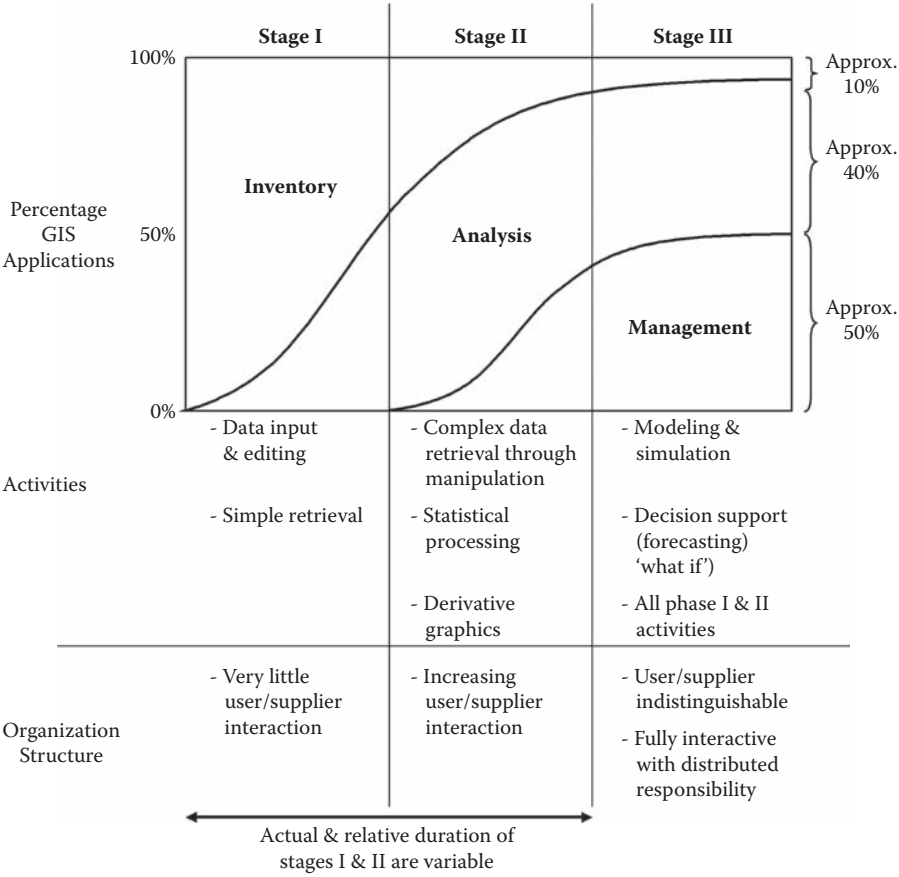 Stage I
Stage II
Stage III
100%
Approx.
10%
Inventory
Approx.
40%
Percentage
GIS
Applications
50%
Analysis
Approx.
50%
Management
0%
Activities
- Data input
& editing
- Simple retrieval
- Complex data
retrieval through
manipulation
- Statistical
processing
- Derivative
graphics
- Modeling &
simulation
- Decision support
(forecasting)
‘what if’)
- All phase I & II
activities
Organization
Structure
- Very little
user/supplier
interaction
- Increasing
user/supplier
interaction
- User/supplier
indistinguishable
- Fully interactive
with distributed
responsibility
Actual & relative duration of
stages I & II are variable